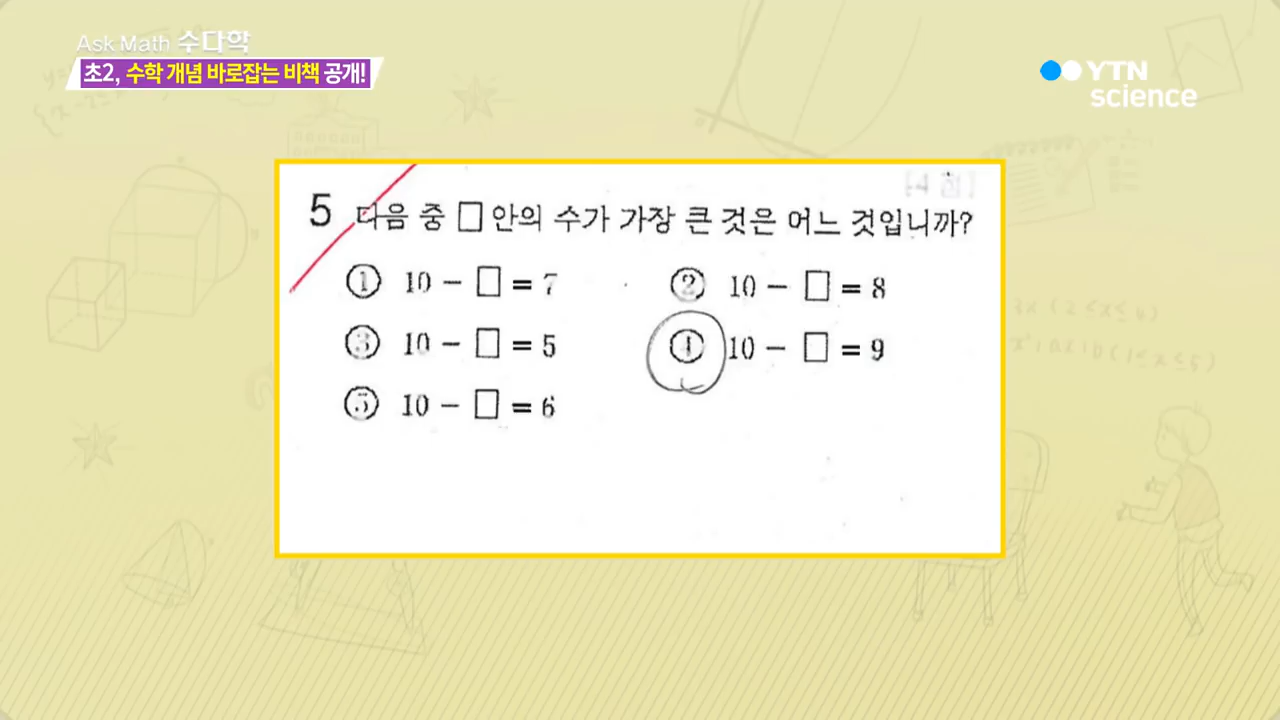 Ask Math 수다학
초2, 수학 개념 바로잡는 비책 공개!
YTN
science
5 다음 중 □ 안의 수가 가장 큰 것은 어느 것입니까?
① 10 − □ = 7
② 10 − □ = 8
③ 10 − □ = 5
④ 10 − □ = 9
⑤ 10 − □ = 6